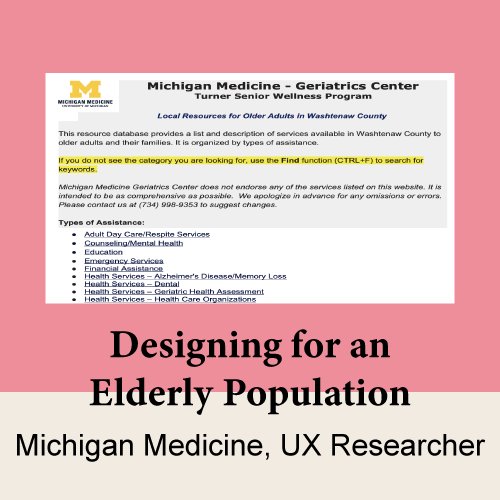 M
MICHIGAN MEDICINE
UNIVERSITY OF MICHIGAN
Michigan Medicine - Geriatrics Center
Turner Senior Wellness Program
Local Resources for Older Adults in Washtenaw County
This resource database provides a list and description of services available in Washtenaw County to
older adults and their families. It is organized by types of assistance.
If you do not see the category you are looking for, use the Find function (CTRL+F) to search for
keywords.
Michigan Medicine Geriatrics Center does not endorse any of the services listed on this website. It is
intended to be as comprehensive as possible. We apologize in advance for any omissions or errors.
Please contact us at (734) 998-9353 to suggest changes.
Types of Assistance:
• Adult Day Care/Respite Services
• Counseling/Mental Health
• Education
• Emergency Services
• Financial Assistance
• Health Services – Alzheimer's Disease/Memory Loss
• Health Services – Dental
• Health Services – Geriatric Health Assessment
• Health Services – Health Care Organizations
Designing for an
Elderly Population
Michigan Medicine, UX Researcher